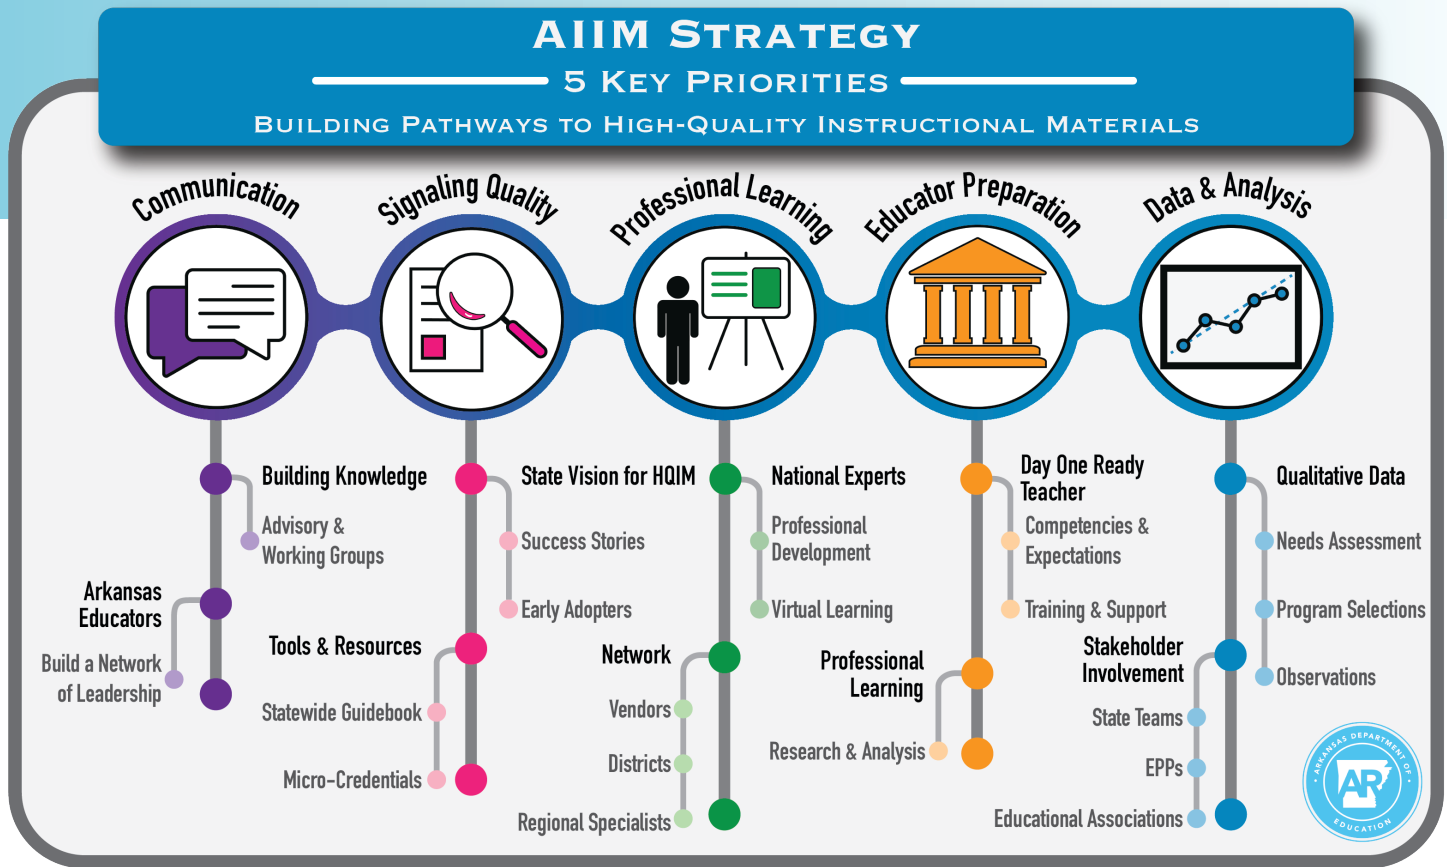 AIIM STRATEGY
5 KEY PRIORITIES
BUILDING PATHWAYS TO HIGH-QUALITY INSTRUCTIONAL MATERIALS
Communication
Signaling Quality
Professional Learning
Educator Preparation
Data & Analysis
Building Knowledge
Advisory &
Working Groups
Arkansas
Educators
Build a Network
of Leadership
State Vision for HQIM
Success Stories
Early Adopters
Tools & Resources
Statewide Guidebook
Micro-Credentials
National Experts
Professional
Development
Virtual Learning
Network
Vendors
Districts
Regional Specialists
Day One Ready
Teacher
Competencies &
Expectations
Training & Support
Professional
Learning
Research & Analysis
Qualitative Data
Needs Assessment
Program Selections
Observations
Stakeholder
Involvement
State Teams
EPPs
Educational Associations
ARKANSAS DEPARTMENT OF
AR
EDUCATION